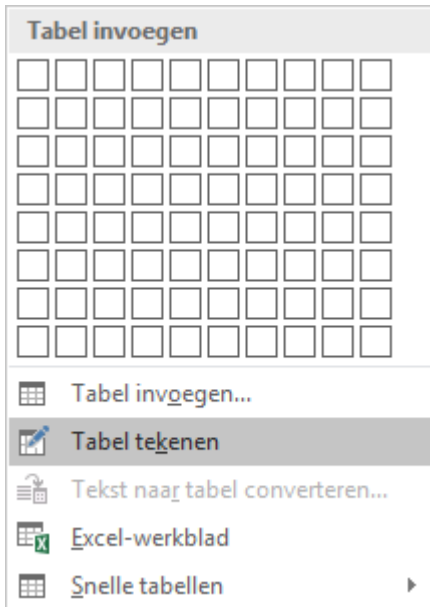 Tabel invoegen
Tabel invoegen...
Tabel tekenen
Tekst naar tabel converteren...
Excel-werkblad
Snelle tabellen